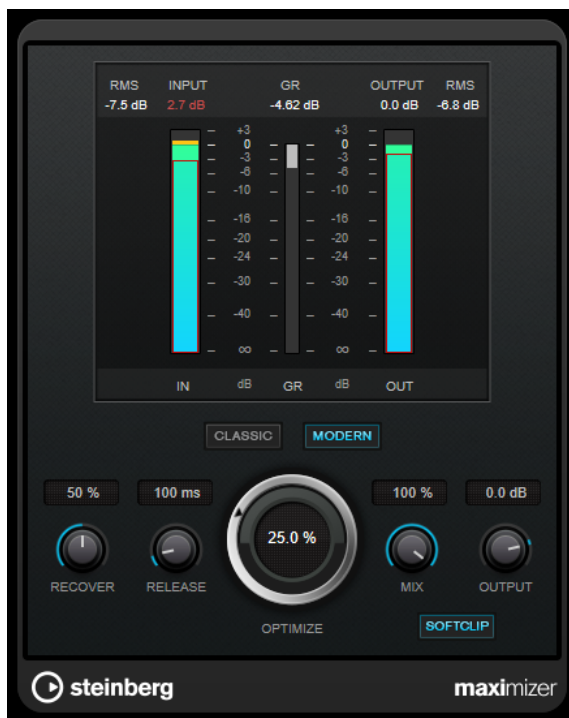 RMS INPUT GR OUTPUT RMS
-7.5 dB 2.7 dB -4.62 dB 0.0 dB -6.8 dB
+3 +3
0 0
-3 -3
-6 -6
-10 -10
-16 -16
-20 -20
-24 -24
-30 -30
-40 -40
∞ ∞
IN dB GR dB OUT
CLASSIC MODERN
50 % 100 ms 100 % 0.0 dB
25.0 %
RECOVER RELEASE MIX OUTPUT
OPTIMIZE SOFTCLIP
steinberg maximizer